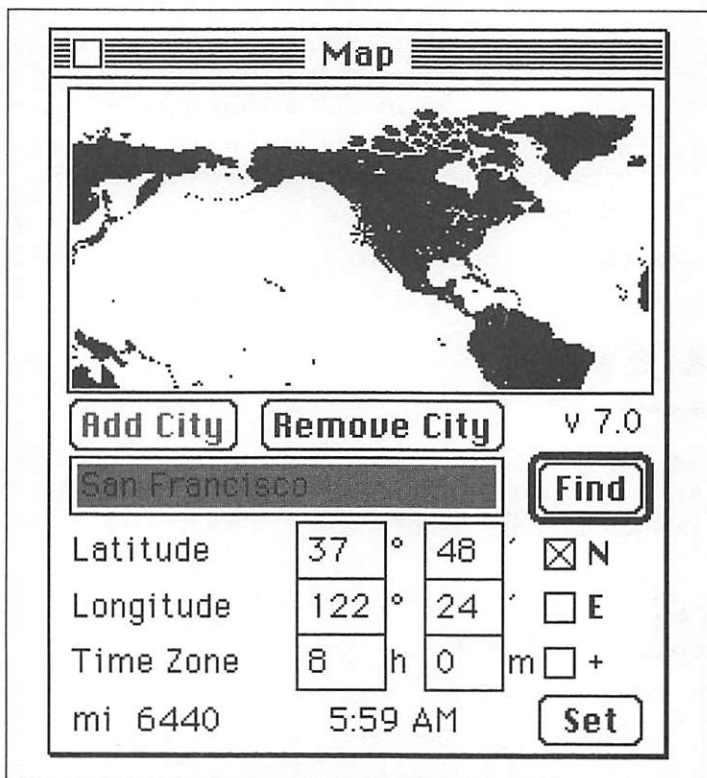 Map
Add City Remove City v 7.0
San Francisco Find
Latitude 37 ° 48 ′ N
Longitude 122 ° 24 ′ E
Time Zone 8 h 0 m +
mi 6440 5:59 AM Set